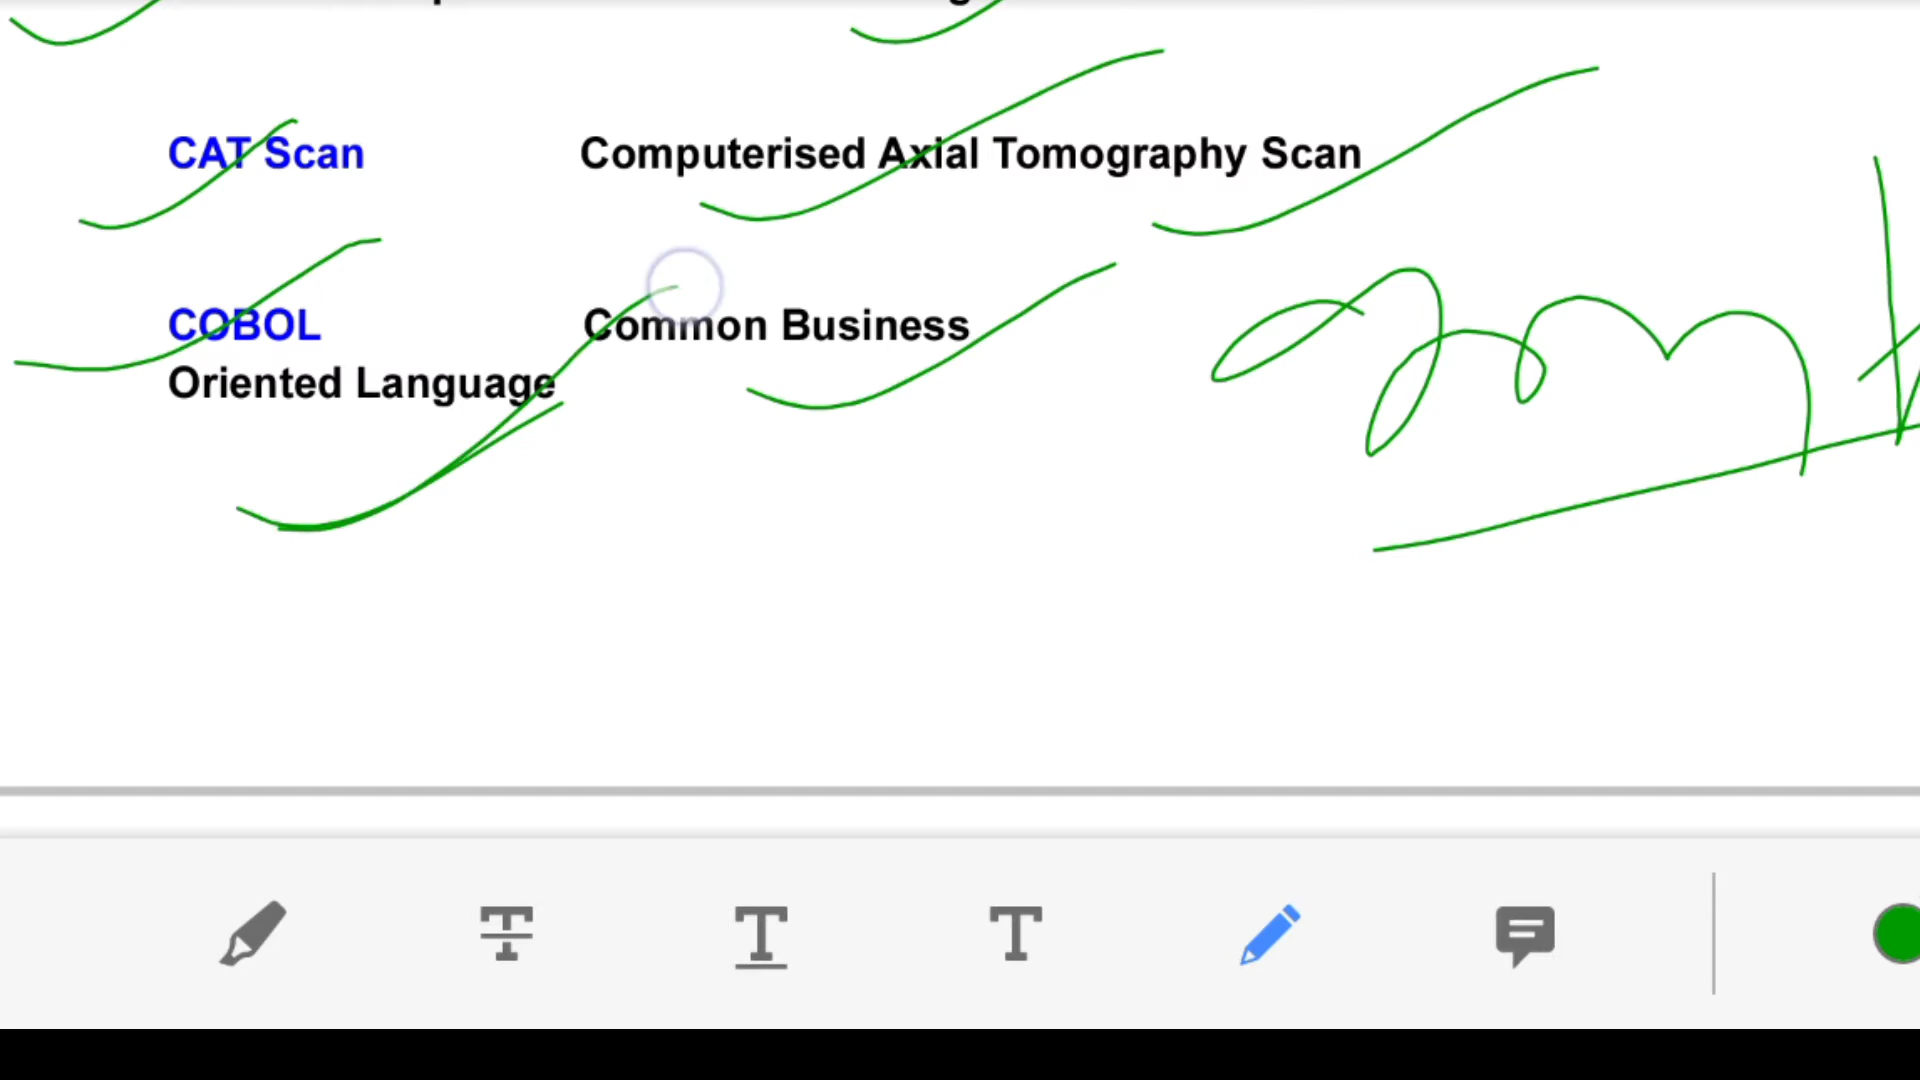 CAT Scan Computerised Axial Tomography Scan
COBOL Common Business
Oriented Language